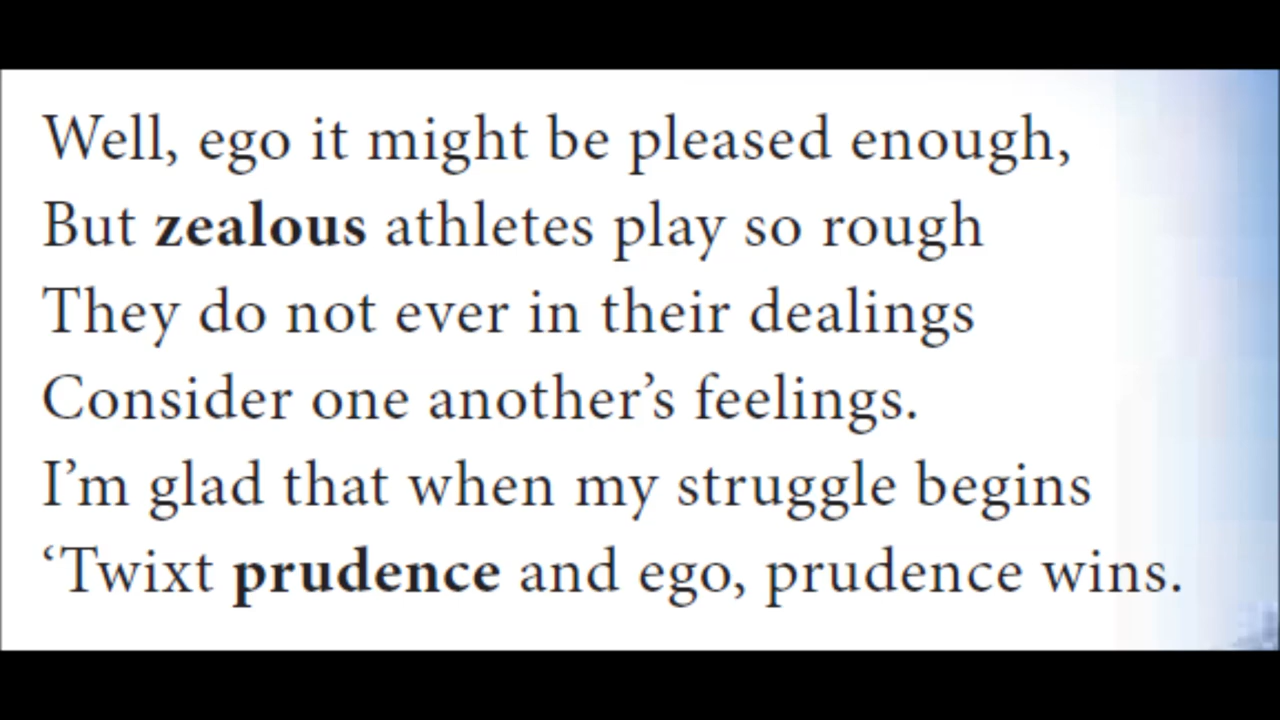 Well, ego it might be pleased enough,
But zealous athletes play so rough
They do not ever in their dealings
Consider one another’s feelings.
I’m glad that when my struggle begins
‘Twixt prudence and ego, prudence wins.